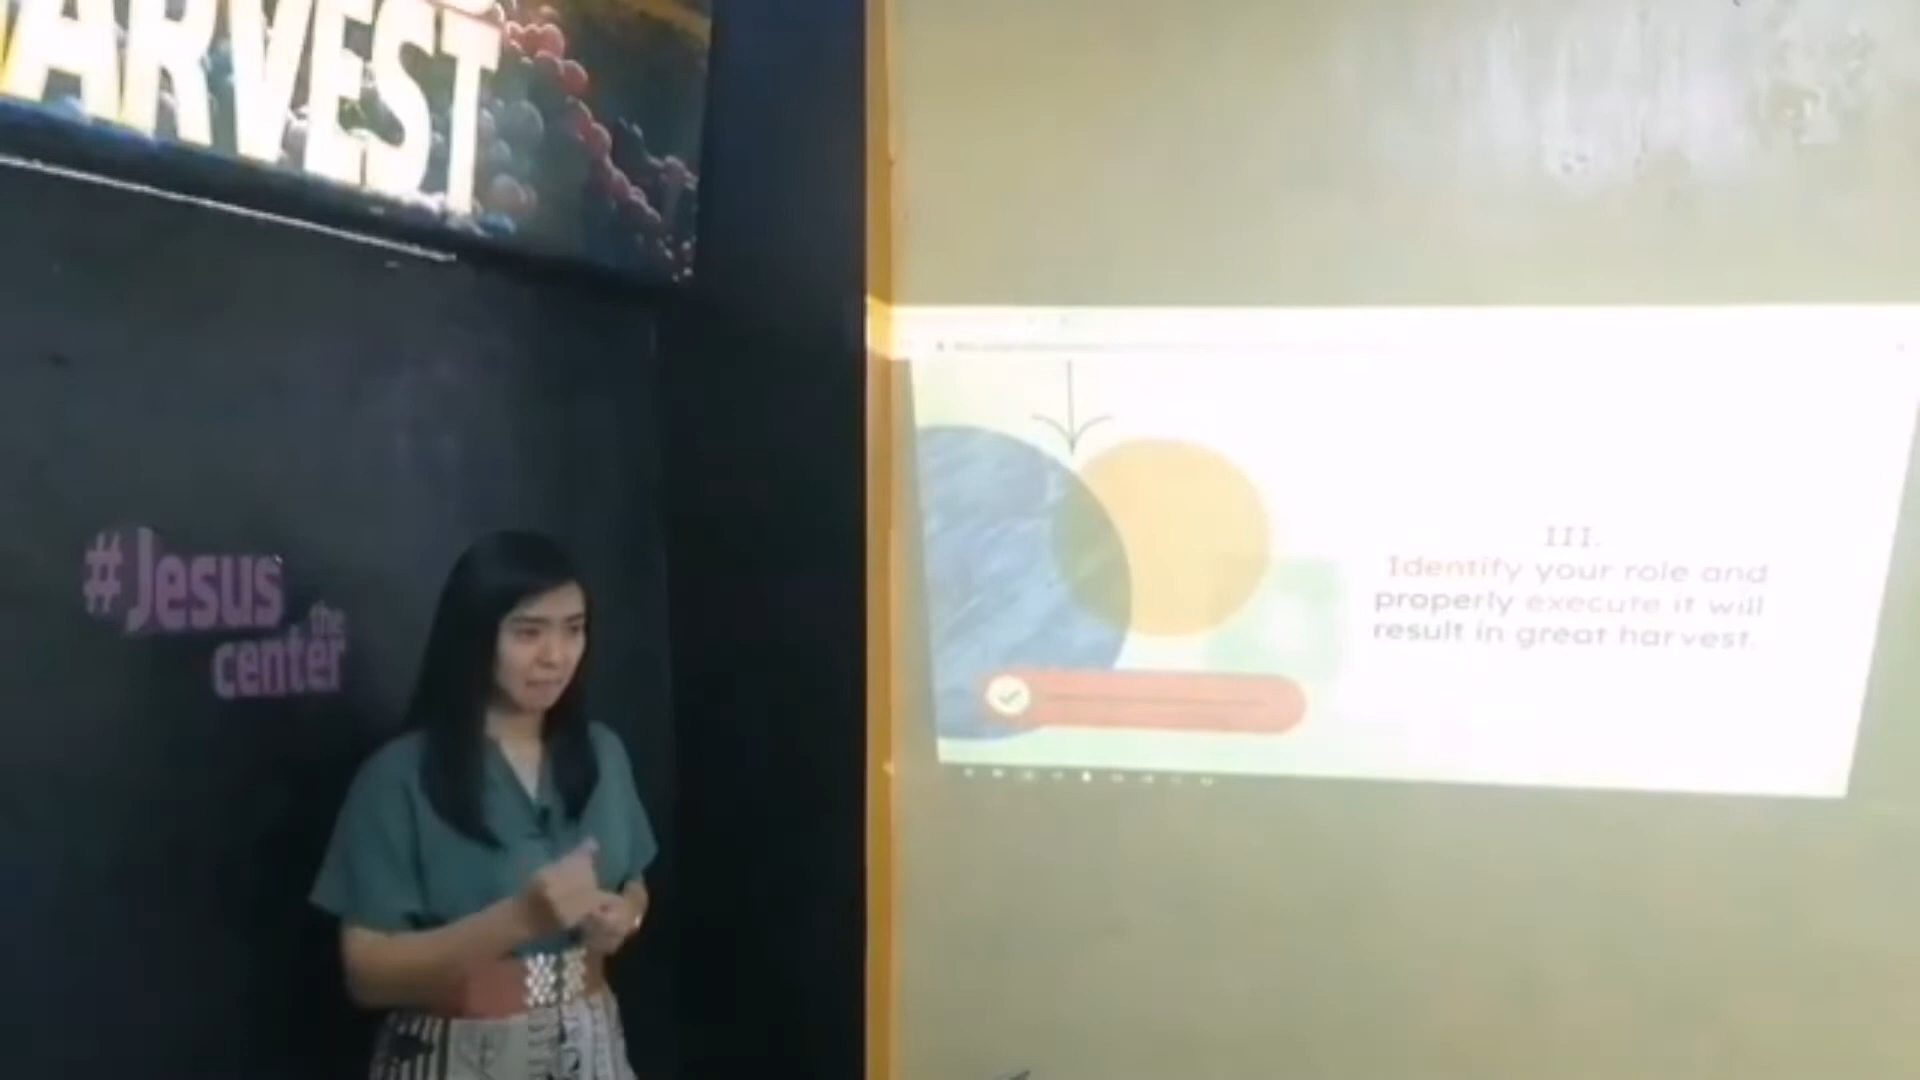 ARVEST
#Jesus
the
center
III.
Identify your role and
properly execute it will
result in great harvest.